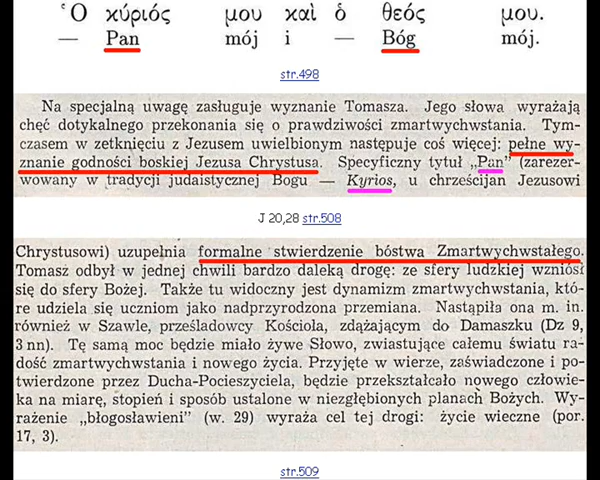 Ὁ κύριός μου καὶ ὁ θεός μου.
— Pan mój i — Bóg mój.
str.498
Na specjalną uwagę zasługuje wyznanie Tomasza. Jego słowa wyrażają
chęć dotykalnego przekonania się o prawdziwości zmartwychwstania. Tym-
czasem w zetknięciu z Jezusem uwielbionym następuje coś więcej: pełne wy-
znanie godności boskiej Jezusa Chrystusa. Specyficzny tytuł „Pan” (zarezer-
wowany w tradycji judaistycznej Bogu — Kyrios, u chrześcijan Jezusowi
J 20,28 str.508
Chrystusowi) uzupełnia formalne stwierdzenie bóstwa Zmartwychwstałego.
Tomasz odbył w jednej chwili bardzo daleką drogę: ze sfery ludzkiej wzniósł
się do sfery Bożej. Także tu widoczny jest dynamizm zmartwychwstania, któ-
re udziela się uczniom jako nadprzyrodzona przemiana. Nastąpiła ona m. in.
również w Szawle, prześladowcy Kościoła, zdążającym do Damaszku (Dz 9,
3 nn). Tę samą moc będzie miało żywe Słowo, zwiastujące całemu światu ra-
dość zmartwychwstania i nowego życia. Przyjęte w wierze, zaświadczone i po-
twierdzone przez Ducha-Pocieszyciela, będzie przekształcało nowego człowie-
ka na miarę, stopień i sposób ustalone w niezgłębionych planach Bożych. Wy-
rażenie „błogosławieni” (w. 29) wyraża cel tej drogi: życie wieczne (por.
17, 3).
str.509